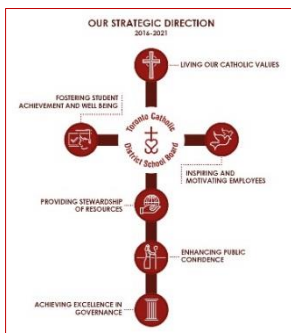 OUR STRATEGIC DIRECTION
2016-2021
LIVING OUR CATHOLIC VALUES
FOSTERING STUDENT
ACHIEVEMENT AND WELL BEING
Toronto Catholic
District School Board
INSPIRING AND
MOTIVATING EMPLOYEES
PROVIDING STEWARDSHIP
OF RESOURCES
ENHANCING PUBLIC
CONFIDENCE
ACHIEVING EXCELLENCE IN
GOVERNANCE